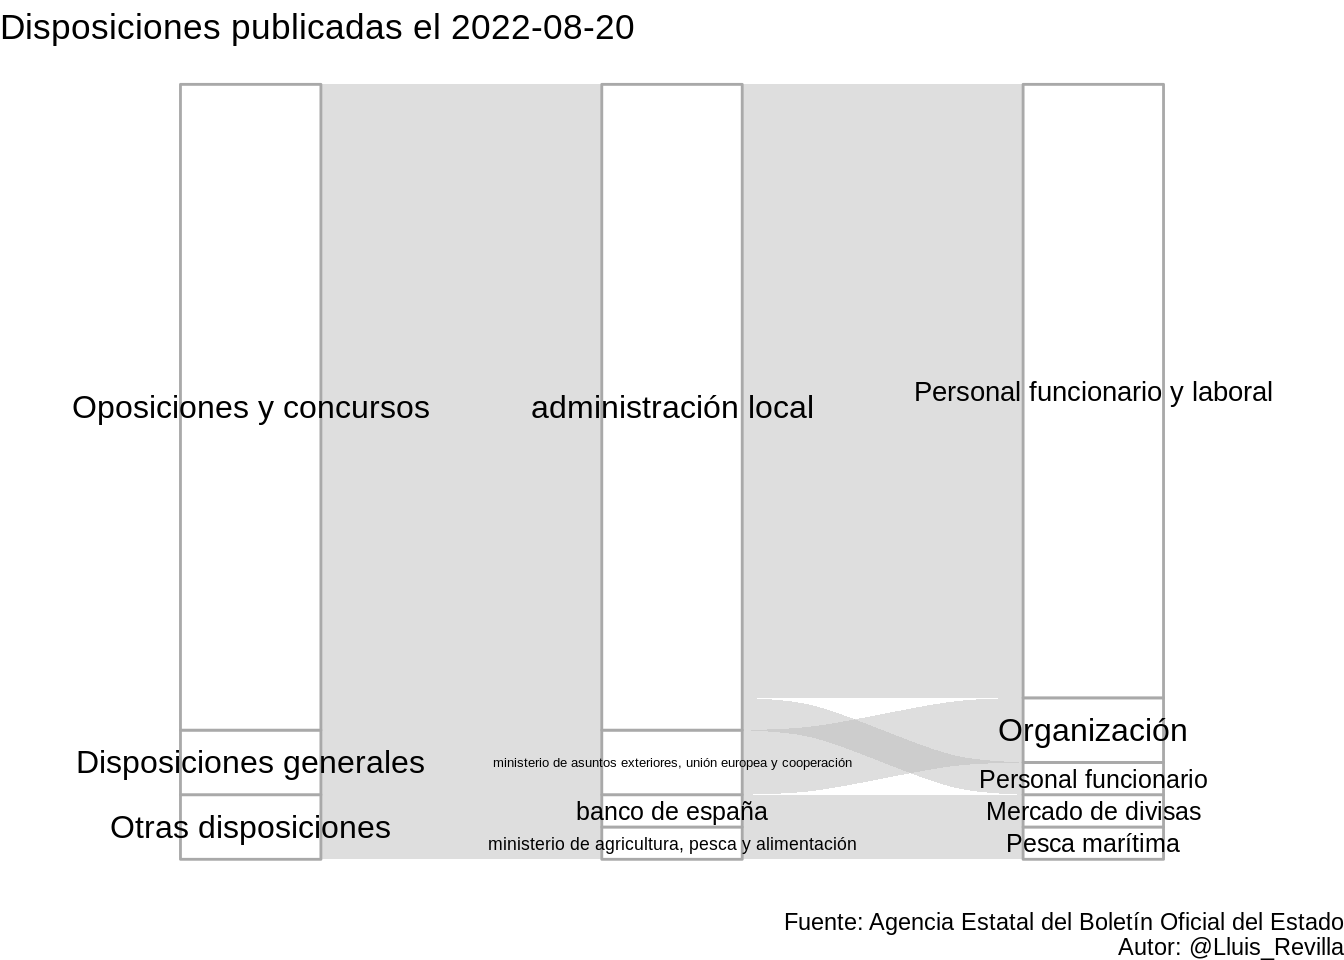 Disposiciones publicadas el 2022-08-20
Oposiciones y concursos
Disposiciones generales
Otras disposiciones
administración local
ministerio de asuntos exteriores, unión europea y cooperación
banco de españa
ministerio de agricultura, pesca y alimentación
Personal funcionario y laboral
Organización
Personal funcionario
Mercado de divisas
Pesca marítima
Fuente: Agencia Estatal del Boletín Oficial del Estado
Autor: @Lluis_Revilla